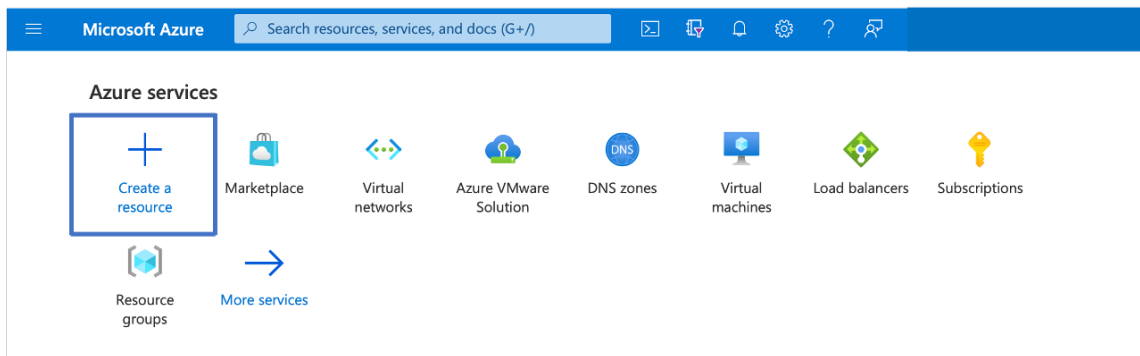 Microsoft Azure
Search resources, services, and docs (G+/)
Azure services
Create a
resource
Marketplace
Virtual
networks
Azure VMware
Solution
DNS
DNS zones
Virtual
machines
Load balancers
Subscriptions
Resource
groups
More services